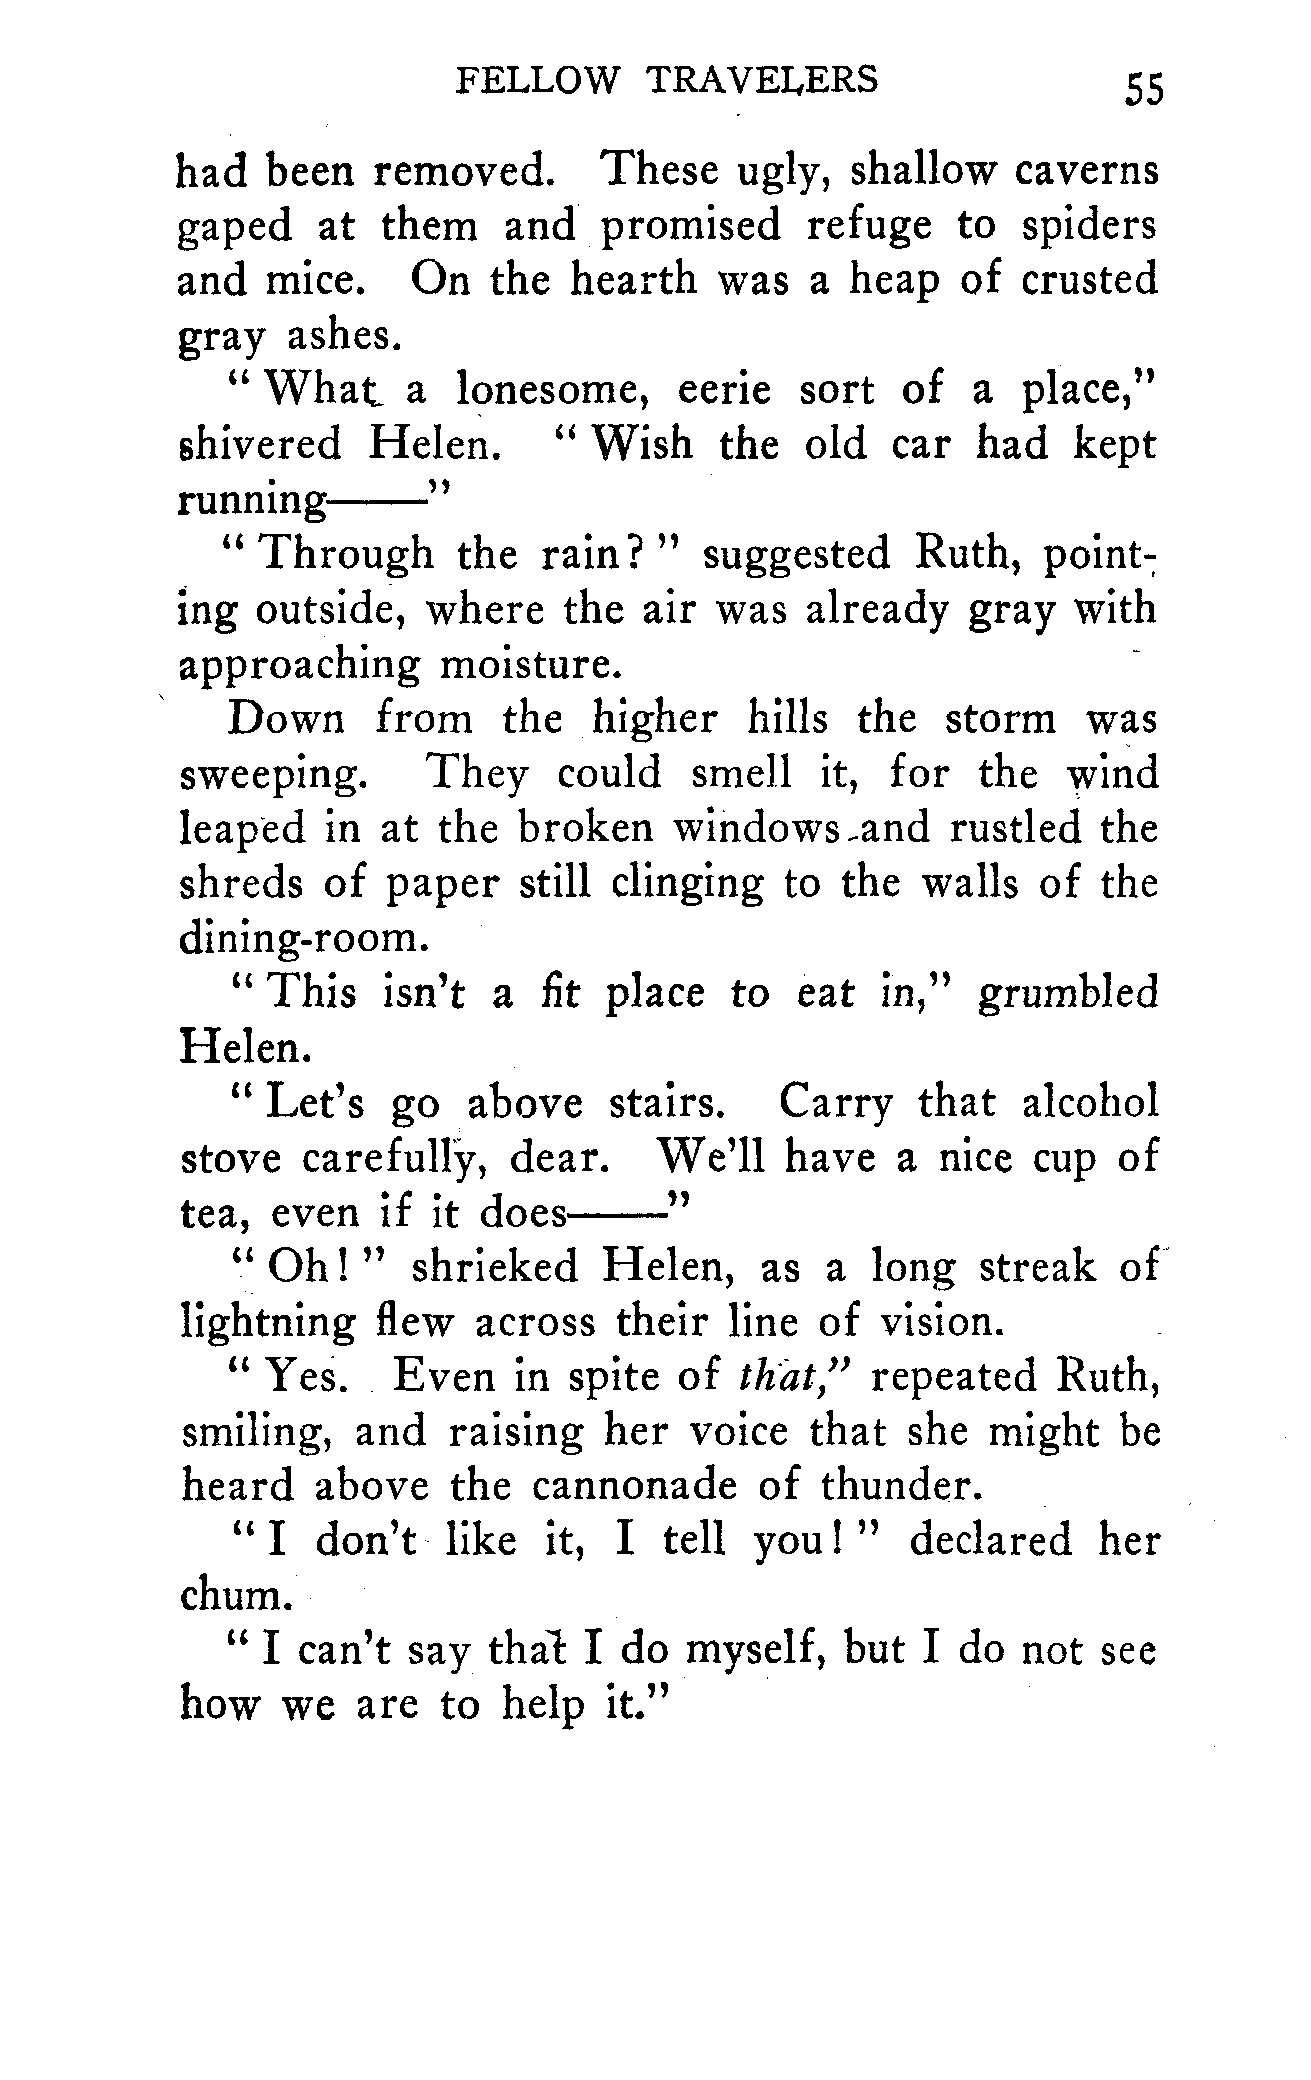 FELLOW TRAVELERS 55
had been removed. These ugly, shallow caverns
gaped at them and promised refuge to spiders
and mice. On the hearth was a heap of crusted
gray ashes.
“ What a lonesome, eerie sort of a place,”
shivered Helen. “ Wish the old car had kept
running——”
“ Through the rain? ” suggested Ruth, point-
ing outside, where the air was already gray with
approaching moisture.
Down from the higher hills the storm was
sweeping. They could smell it, for the wind
leaped in at the broken windows and rustled the
shreds of paper still clinging to the walls of the
dining-room.
“ This isn’t a fit place to eat in,” grumbled
Helen.
“ Let’s go above stairs. Carry that alcohol
stove carefully, dear. We’ll have a nice cup of
tea, even if it does——”
“ Oh! ” shrieked Helen, as a long streak of
lightning flew across their line of vision.
“ Yes. Even in spite of that,” repeated Ruth,
smiling, and raising her voice that she might be
heard above the cannonade of thunder.
“ I don’t like it, I tell you! ” declared her
chum.
“ I can’t say that I do myself, but I do not see
how we are to help it.”